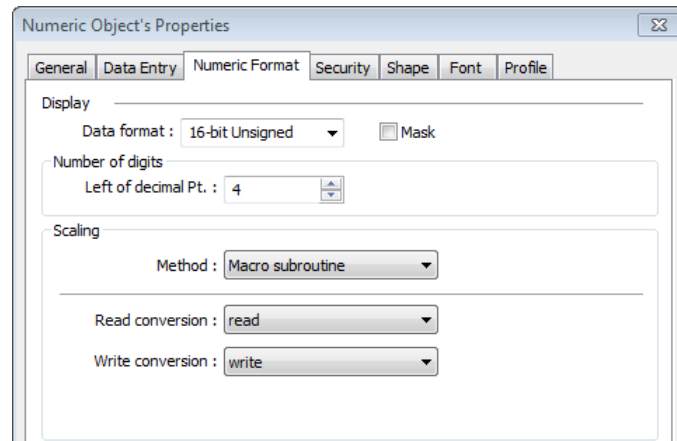 Numeric Object's Properties
General Data Entry Numeric Format Security Shape Font Profile
Display
Data format : 16-bit Unsigned Mask
Number of digits
Left of decimal Pt. : 4
Scaling
Method : Macro subroutine
Read conversion : read
Write conversion : write